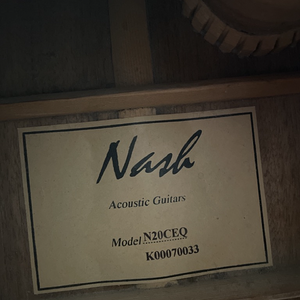 Nash
Acoustic Guitars
Model N20CEQ
K00070033